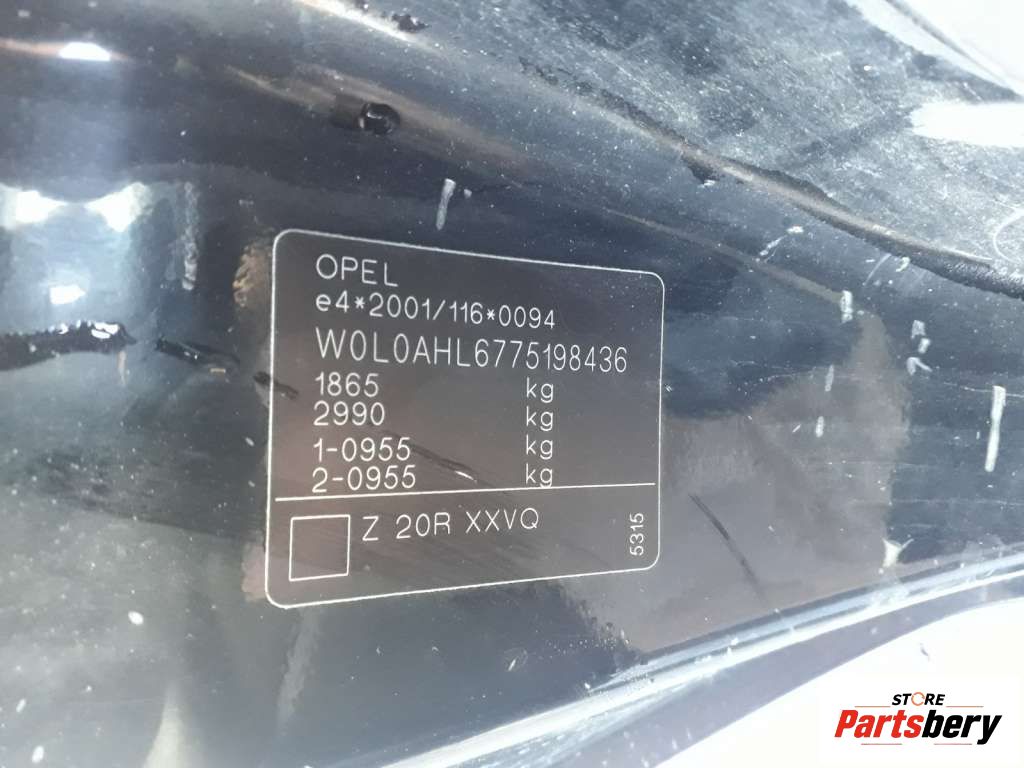 OPEL
e4*2001/116*0094
W0L0AHL6775198436
1865 kg
2990 kg
1-0955 kg
2-0955 kg
Z 20R XXVQ
5315
STORE
Partsbery